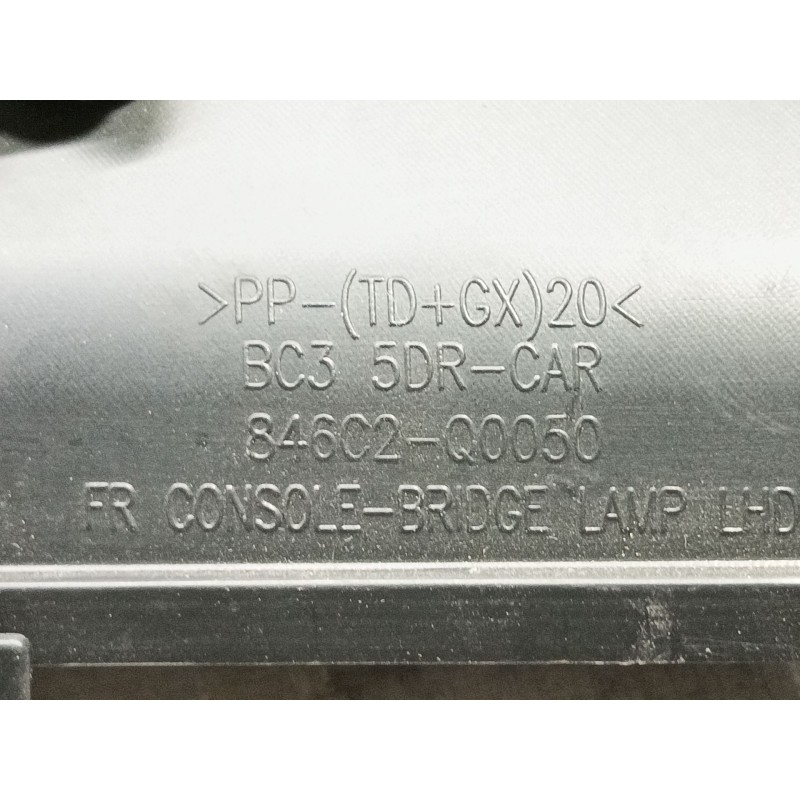 >PP-(TD+GX)20<
BC3 5DR-CAR
846C2-Q0050
FR CONSOLE-BRIDGE LAMP LHD